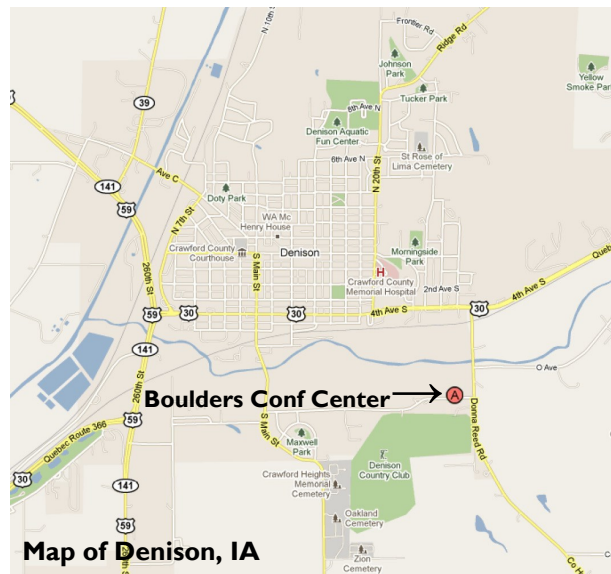 Frontier Rd
N 10th St
Ridge Rd
Johnson
Park
30
59
39
Yellow
Smoke Park
Tucker Park
8th Ave N
Denison Aquatic
Fun Center
St Rose of
Lima Cemetery
Ave C
6th Ave N
N 20th St
141
59
Doty Park
N 7th St
WA Mc
Henry House
Crawford County
Courthouse
Denison
Morningside
Park
260th St
S Main St
H
Crawford County
Memorial Hospital
2nd Ave S
4th Ave S
30
59
30
30
4th Ave S
30
141
260th St
O Ave
Boulders Conf Center
A
Quebec Route 366
59
S Main St
Maxwell
Park
Donna Reed Rd
30
141
Denison
Country Club
Crawford Heights
Memorial
Cemetery
Oakland
Cemetery
59
Map of Denison, IA
Zion
Cemetery